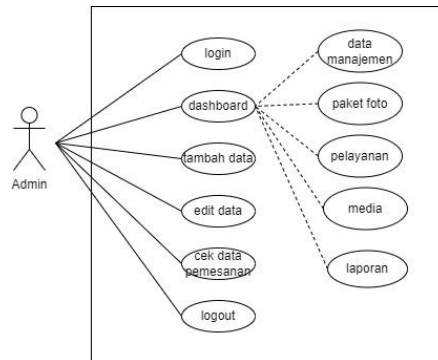 login
dashboard
tambah data
edit data
cek data
pemesanan
logout
data
manajemen
paket foto
pelayanan
media
laporan
Admin